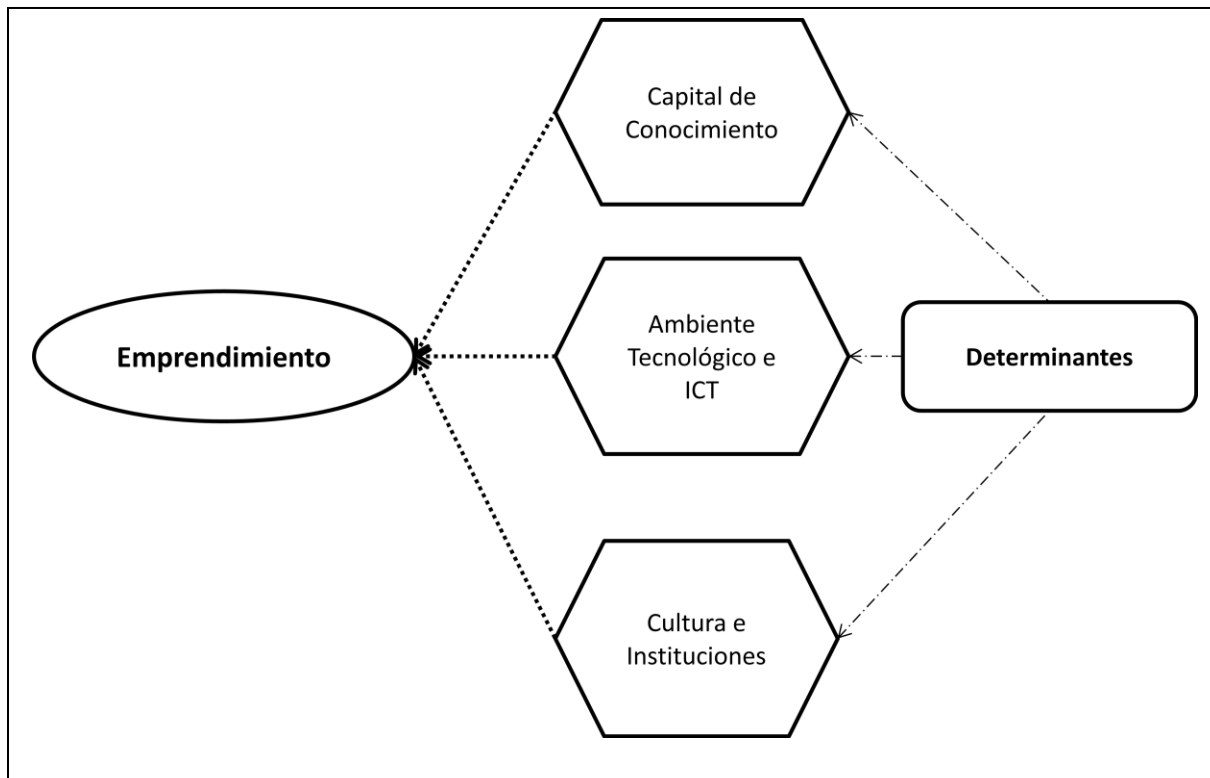 Capital de
Conocimiento
Emprendimiento
Ambiente
Tecnológico e
ICT
Determinantes
Cultura e
Instituciones